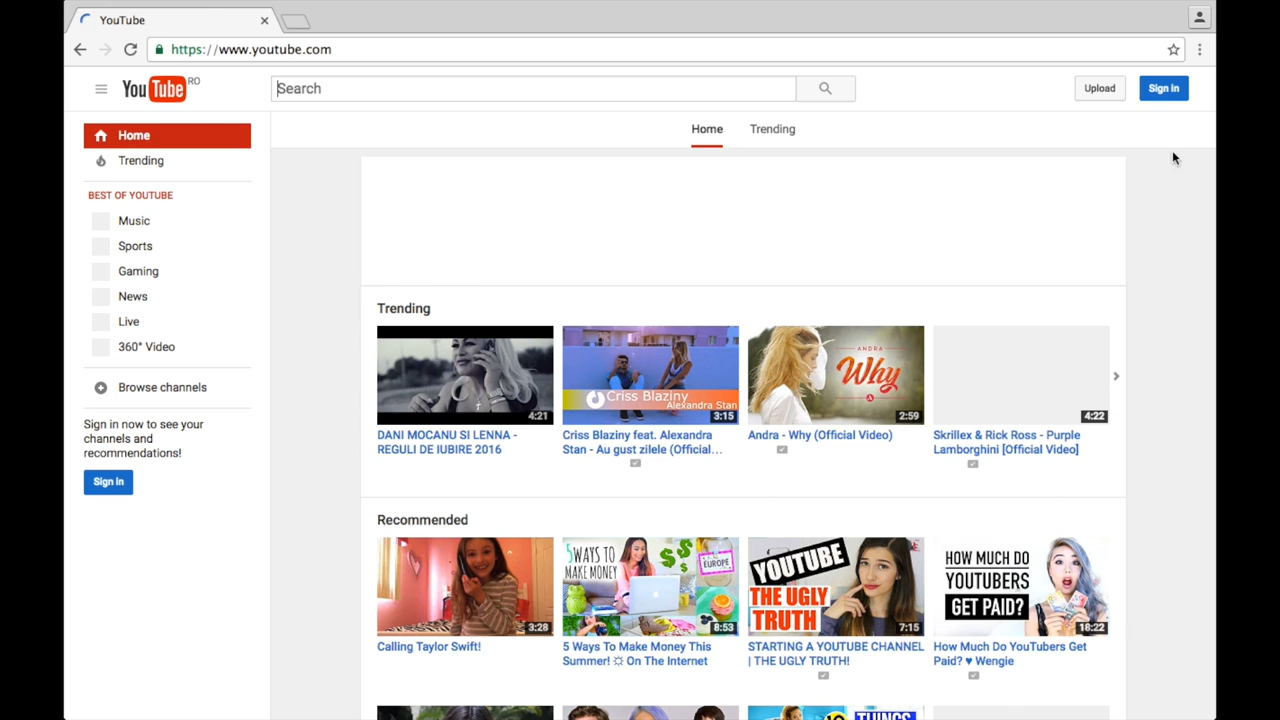 YouTube
https://www.youtube.com
YouTube RO
Search
Upload
Sign in
Home
Trending
Home
Trending
BEST OF YOUTUBE
Music
Sports
Gaming
News
Live
360° Video
Browse channels
Sign in now to see your
channels and
recommendations!
Sign in
Trending
4:21
DANI MOCANU SI LENNA -
REGULI DE IUBIRE 2016
Criss Blaziny
Alexandra Stan
3:15
Criss Blaziny feat. Alexandra
Stan - Au gust zilele (Official...
ANDRA
Why
2:59
Andra - Why (Official Video)
4:22
Skrillex & Rick Ross - Purple
Lamborghini [Official Video]
Recommended
3:28
Calling Taylor Swift!
5 WAYS TO
MAKE MONEY
$$
EUROPE
8:53
5 Ways To Make Money This
Summer! ☼ On The Internet
YOUTUBE
THE UGLY
TRUTH
7:15
STARTING A YOUTUBE CHANNEL
| THE UGLY TRUTH!
HOW MUCH DO
YOUTUBERS
GET PAID?
18:22
How Much Do YouTubers Get
Paid? ♥ Wengie
10
THINGS